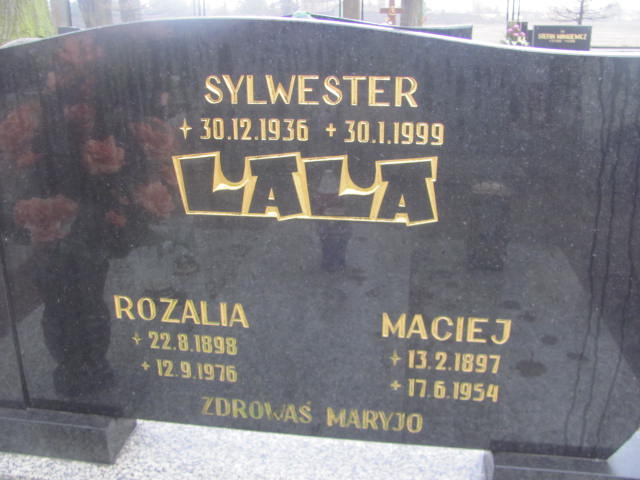 SYLWESTER
✦ 30.12.1936 + 30.1.1999
LALA
ROZALIA
✦ 22.8.1898
+ 12.9.1976
MACIEJ
✦ 13.2.1897
+ 17.6.1954
ZDROWAŚ MARYJO
STEFAN